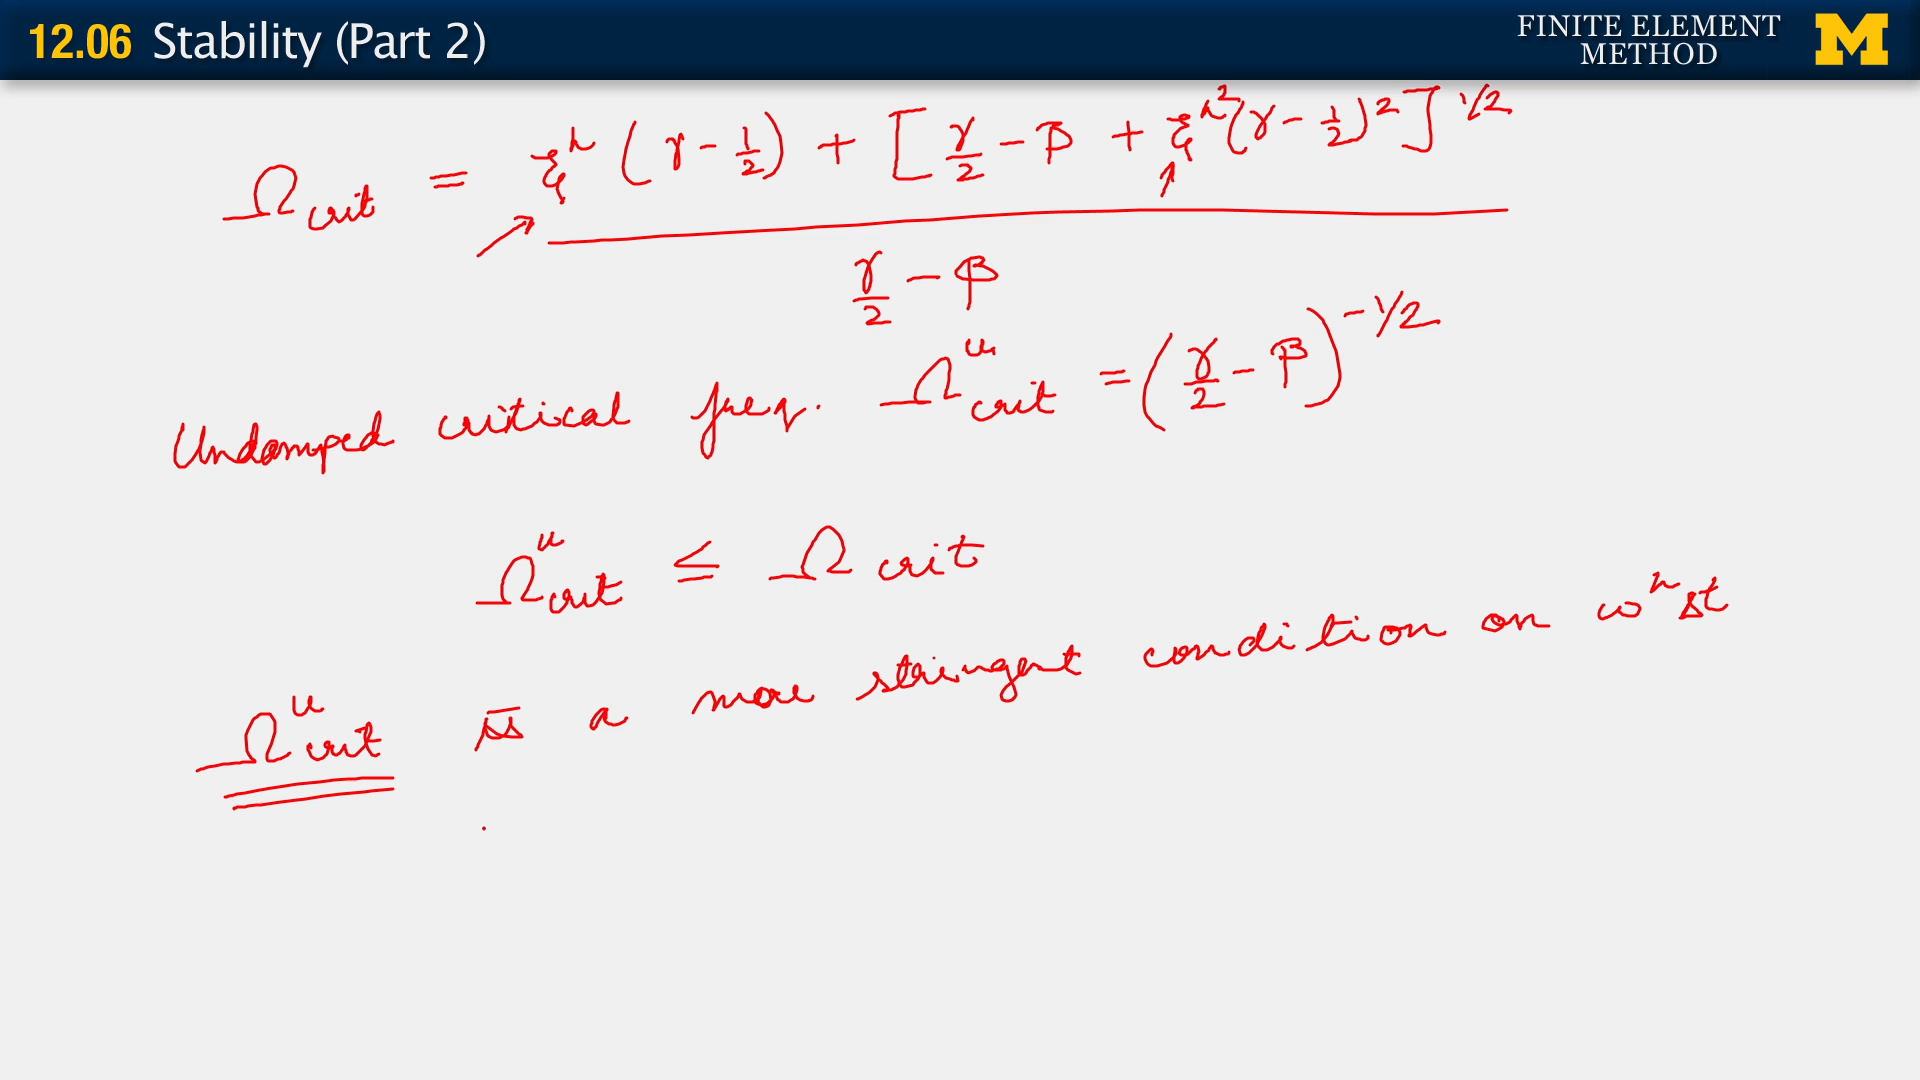 12.06 Stability (Part 2)
FINITE ELEMENT
METHOD
M
Ω_crit = ξ^h (γ - 1/2) + [γ/2 - β + ξ^h² (γ - 1/2)²]^1/2
γ/2 - β
Undamped critical freq. Ω^u_crit = (γ/2 - β)^-1/2
Ω^u_crit ≤ Ω_crit
Ω^u_crit is a more stringent condition on ω^h Δt